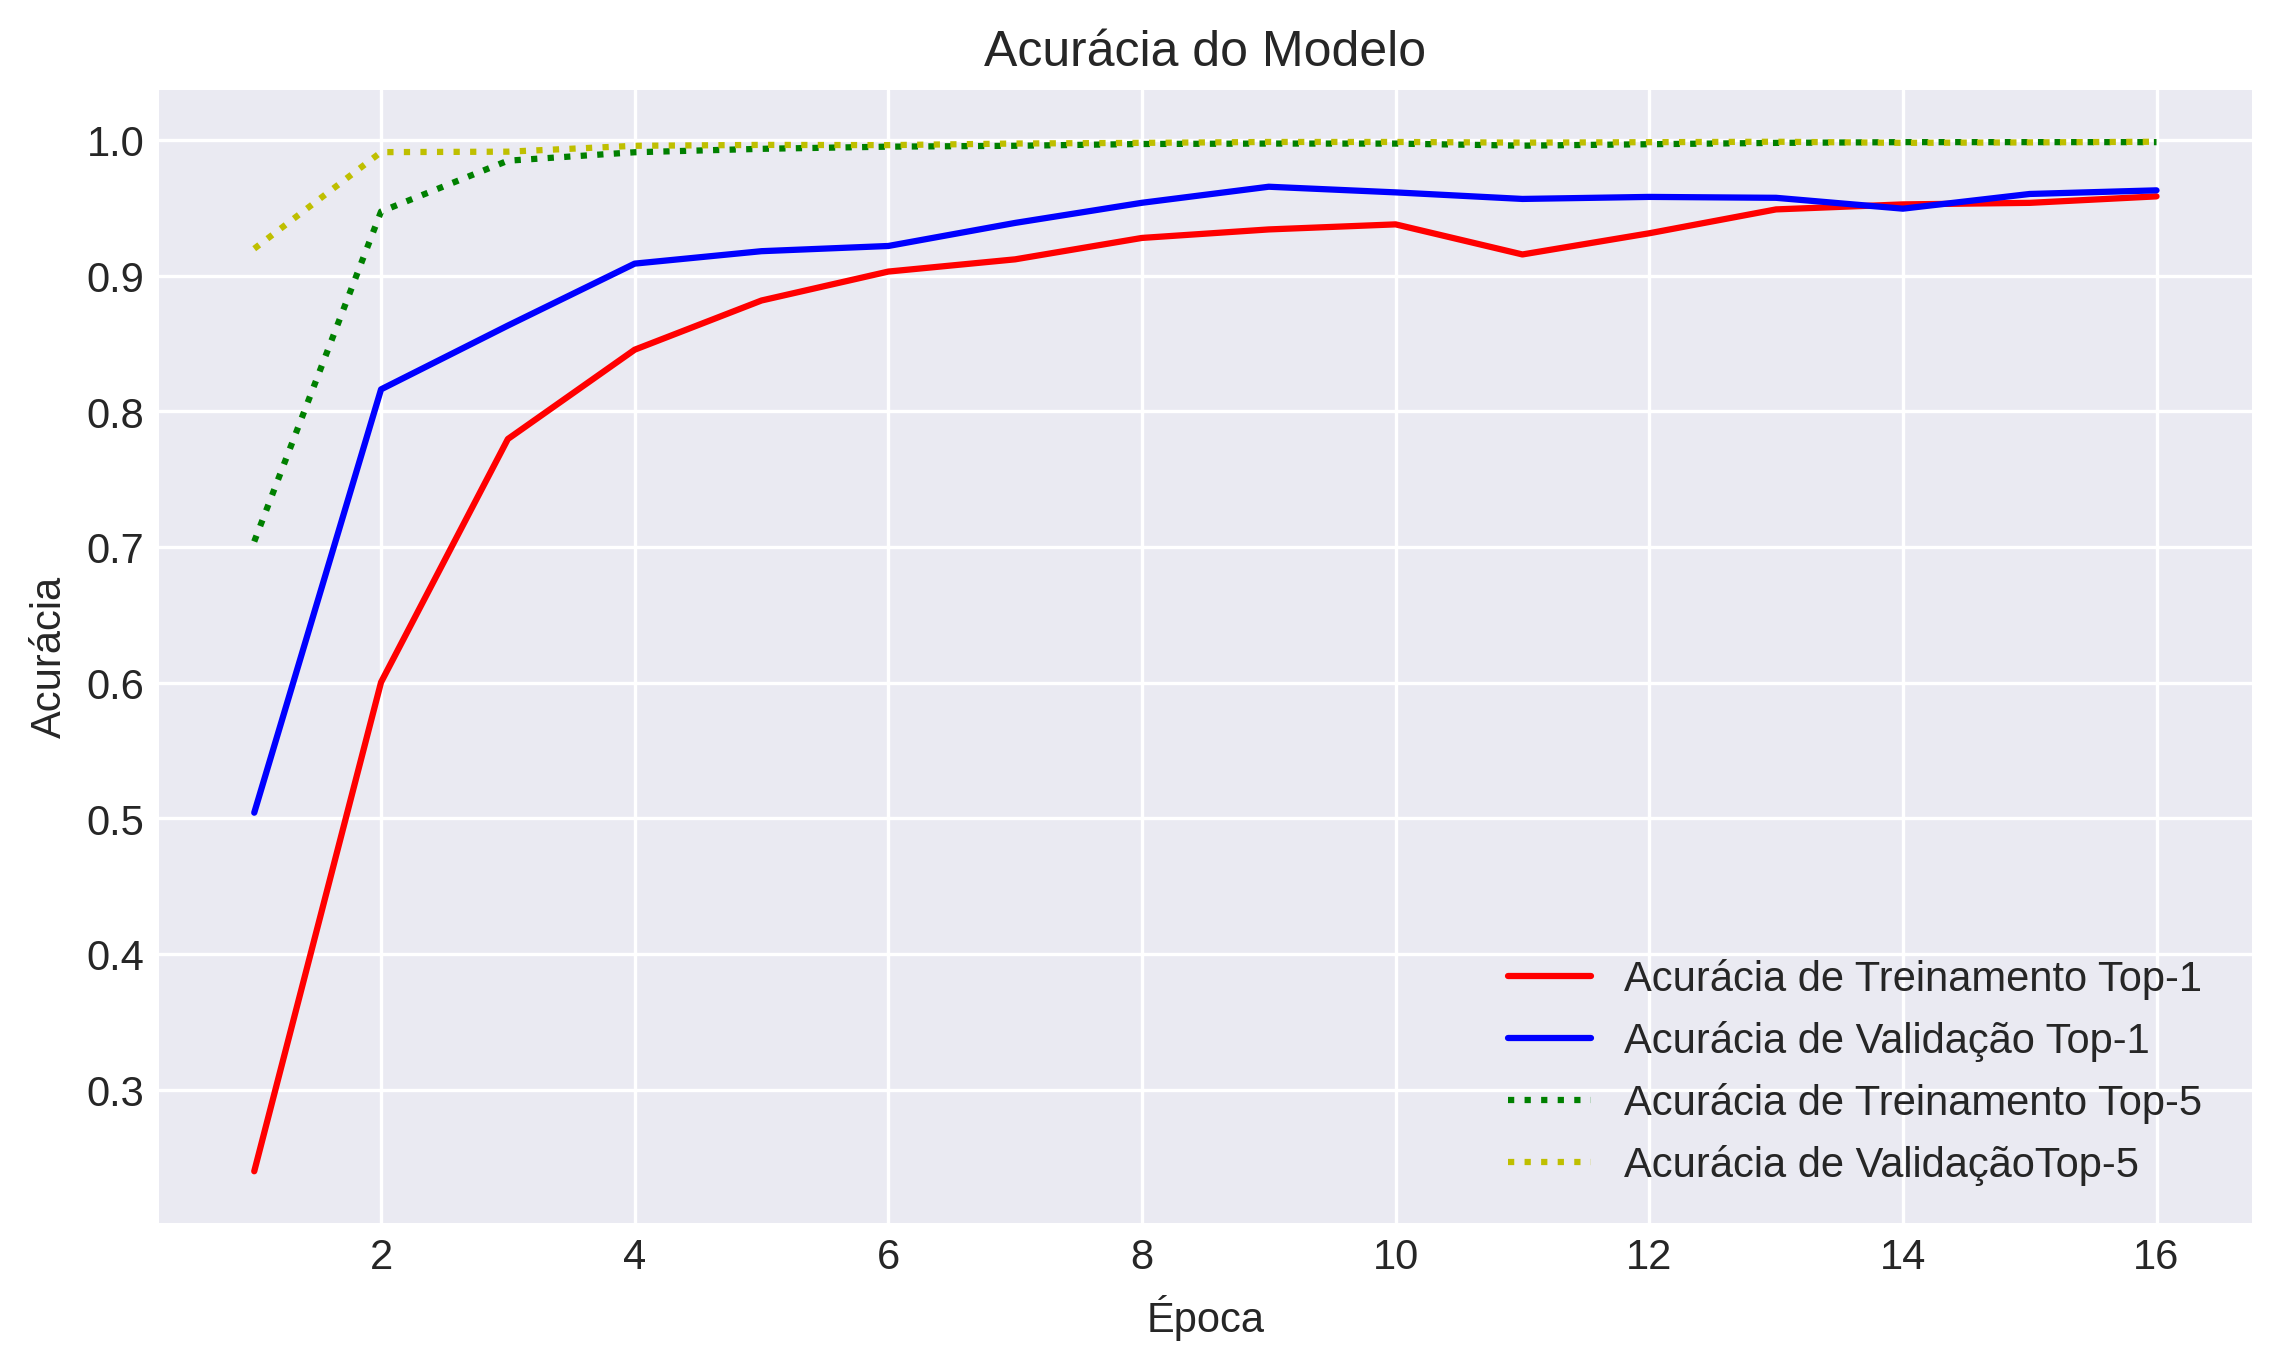 Acurácia do Modelo
1.0
0.9
0.8
0.7
0.6
0.5
0.4
0.3
Acurácia
Acurácia de Treinamento Top-1
Acurácia de Validação Top-1
Acurácia de Treinamento Top-5
Acurácia de ValidaçãoTop-5
2 4 6 8 10 12 14 16
Época